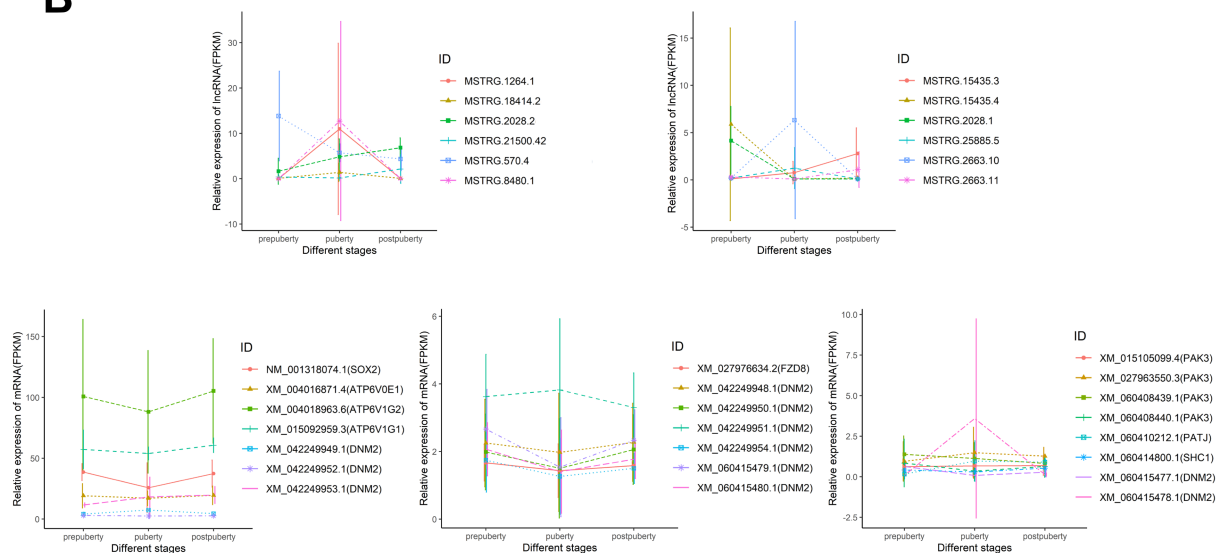 B
Relative expression of lncRNA(FPKM)
30
20
10
0
-10
prepuberty puberty postpuberty
Different stages
ID
MSTRG.1264.1
MSTRG.18414.2
MSTRG.2028.2
MSTRG.21500.42
MSTRG.570.4
MSTRG.8480.1
Relative expression of lncRNA(FPKM)
15
10
5
0
-5
prepuberty puberty postpuberty
Different stages
ID
MSTRG.15435.3
MSTRG.15435.4
MSTRG.2028.1
MSTRG.25885.5
MSTRG.2663.10
MSTRG.2663.11
Relative expression of mRNA(FPKM)
150
100
50
0
prepuberty puberty postpuberty
Different stages
ID
NM_001318074.1(SOX2)
XM_004016871.4(ATP6V0E1)
XM_004018963.6(ATP6V1G2)
XM_015092959.3(ATP6V1G1)
XM_042249949.1(DNM2)
XM_042249952.1(DNM2)
XM_042249953.1(DNM2)
Relative expression of mRNA(FPKM)
6
4
2
0
prepuberty puberty postpuberty
Different stages
ID
XM_027976634.2(FZD8)
XM_042249948.1(DNM2)
XM_042249950.1(DNM2)
XM_042249951.1(DNM2)
XM_042249954.1(DNM2)
XM_060415479.1(DNM2)
XM_060415480.1(DNM2)
Relative expression of mRNA(FPKM)
10.0
7.5
5.0
2.5
0.0
-2.5
prepuberty puberty postpuberty
Different stages
ID
XM_015105099.4(PAK3)
XM_027963550.3(PAK3)
XM_060408439.1(PAK3)
XM_060408440.1(PAK3)
XM_060410212.1(PATJ)
XM_060414800.1(SHC1)
XM_060415477.1(DNM2)
XM_060415478.1(DNM2)